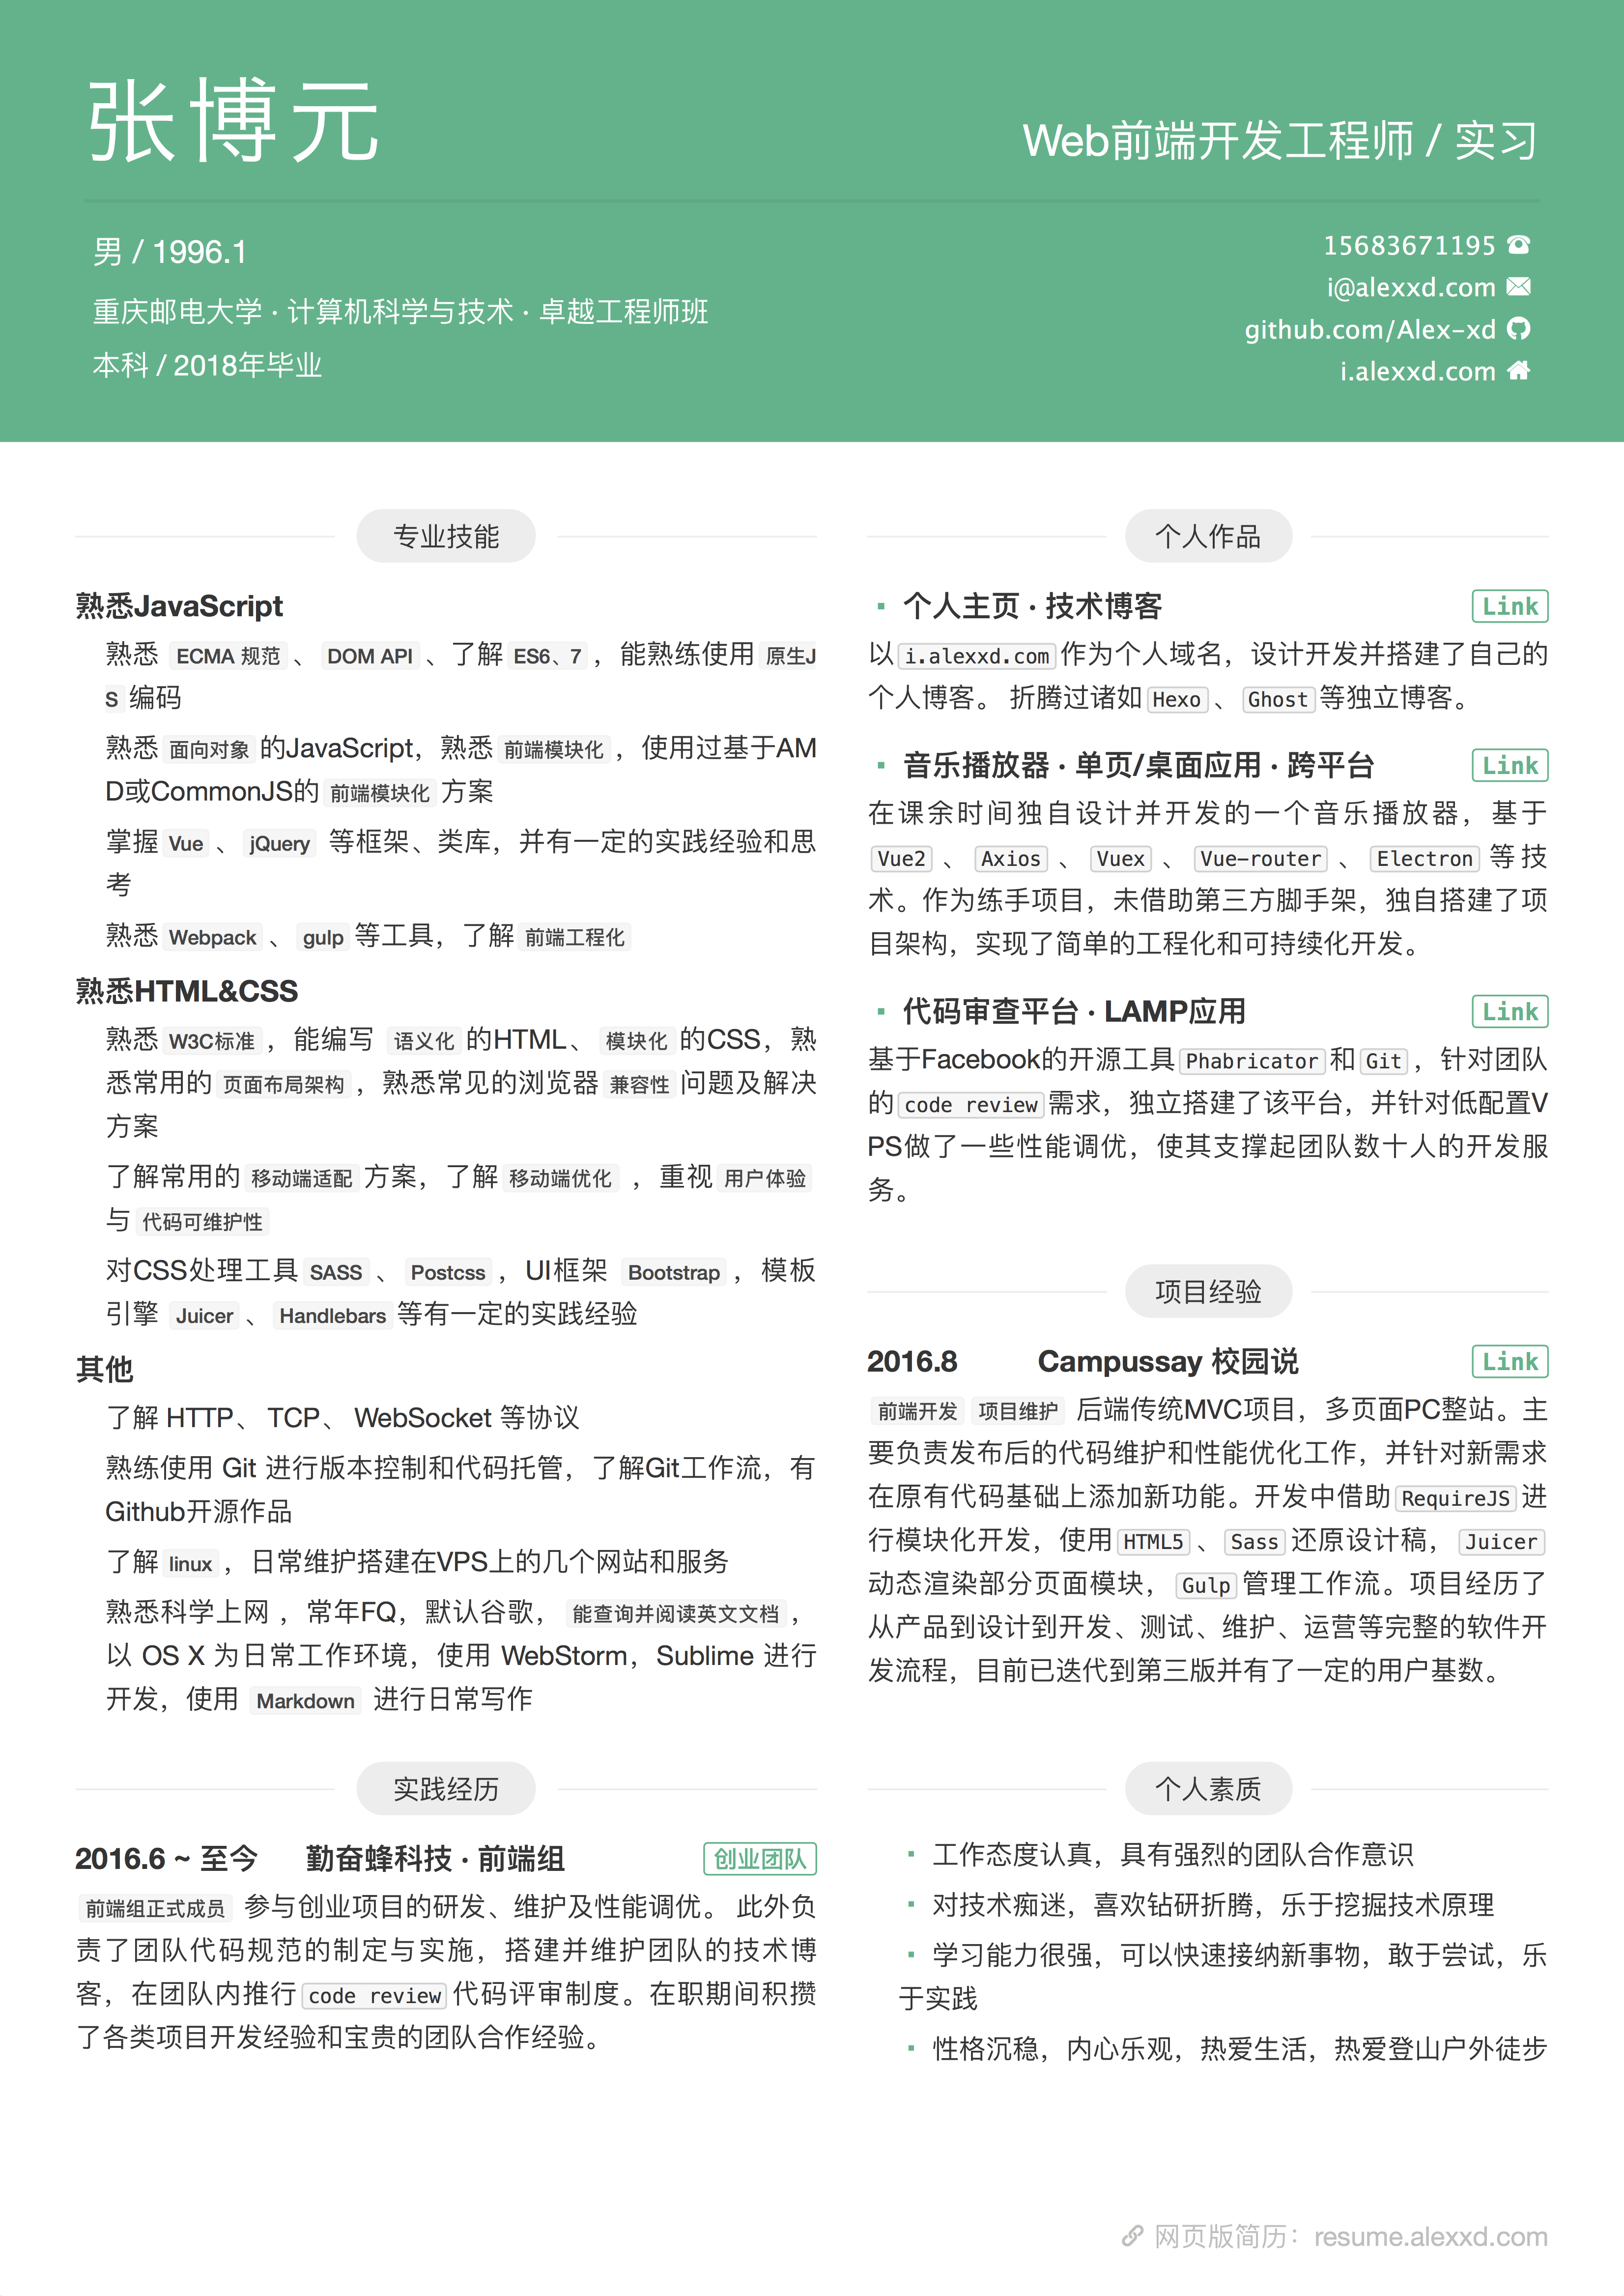 张博元
Web前端开发工程师 / 实习
男 / 1996.1
重庆邮电大学 · 计算机科学与技术 · 卓越工程师班
本科 / 2018年毕业
15683671195
i@alexxd.com
github.com/Alex-xd
i.alexxd.com
专业技能
熟悉JavaScript
熟悉 ECMA 规范 、 DOM API 、了解 ES6、7 ，能熟练使用 原生J
S 编码
熟悉 面向对象 的JavaScript，熟悉 前端模块化 ，使用过基于AM
D或CommonJS的 前端模块化 方案
掌握 Vue 、 jQuery 等框架、类库，并有一定的实践经验和思
考
熟悉 Webpack 、 gulp 等工具，了解 前端工程化
熟悉HTML&CSS
熟悉 W3C标准 ，能编写 语义化 的HTML、 模块化 的CSS，熟
悉常用的 页面布局架构 ，熟悉常见的浏览器 兼容性 问题及解决
方案
了解常用的 移动端适配 方案，了解 移动端优化 ，重视 用户体验
与 代码可维护性
对CSS处理工具 SASS 、 Postcss ，UI框架 Bootstrap ，模板
引擎 Juicer 、 Handlebars 等有一定的实践经验
其他
了解 HTTP、 TCP、 WebSocket 等协议
熟练使用 Git 进行版本控制和代码托管，了解Git工作流，有
Github开源作品
了解 linux ，日常维护搭建在VPS上的几个网站和服务
熟悉科学上网 ，常年FQ，默认谷歌， 能查询并阅读英文文档 ，
以 OS X 为日常工作环境，使用 WebStorm，Sublime 进行
开发，使用 Markdown 进行日常写作
实践经历
2016.6 ~ 至今 勤奋蜂科技 · 前端组 创业团队
前端组正式成员 参与创业项目的研发、维护及性能调优。 此外负
责了团队代码规范的制定与实施，搭建并维护团队的技术博
客，在团队内推行 code review 代码评审制度。在职期间积攒
了各类项目开发经验和宝贵的团队合作经验。
个人作品
▪ 个人主页 · 技术博客 Link
以 i.alexxd.com 作为个人域名，设计开发并搭建了自己的
个人博客。 折腾过诸如 Hexo 、 Ghost 等独立博客。
▪ 音乐播放器 · 单页/桌面应用 · 跨平台 Link
在课余时间独自设计并开发的一个音乐播放器，基于
Vue2 、 Axios 、 Vuex 、 Vue-router 、 Electron 等技
术。作为练手项目，未借助第三方脚手架，独自搭建了项
目架构，实现了简单的工程化和可持续化开发。
▪ 代码审查平台 · LAMP应用 Link
基于Facebook的开源工具 Phabricator 和 Git ，针对团队
的 code review 需求，独立搭建了该平台，并针对低配置V
PS做了一些性能调优，使其支撑起团队数十人的开发服
务。
项目经验
2016.8 Campussay 校园说 Link
前端开发 项目维护 后端传统MVC项目，多页面PC整站。主
要负责发布后的代码维护和性能优化工作，并针对新需求
在原有代码基础上添加新功能。开发中借助 RequireJS 进
行模块化开发，使用 HTML5 、 Sass 还原设计稿， Juicer
动态渲染部分页面模块， Gulp 管理工作流。项目经历了
从产品到设计到开发、测试、维护、运营等完整的软件开
发流程，目前已迭代到第三版并有了一定的用户基数。
个人素质
▪ 工作态度认真，具有强烈的团队合作意识
▪ 对技术痴迷，喜欢钻研折腾，乐于挖掘技术原理
▪ 学习能力很强，可以快速接纳新事物，敢于尝试，乐
于实践
▪ 性格沉稳，内心乐观，热爱生活，热爱登山户外徒步
网页版简历：resume.alexxd.com